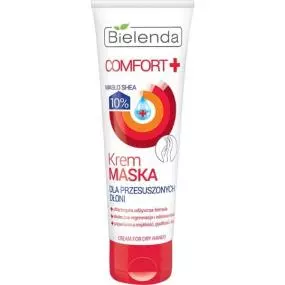 Bielenda
COMFORT+
MASŁO SHEA
10%
Krem
MASKA
DLA PRZESUSZONYCH
DŁONI
CREAM FOR DRY HANDS